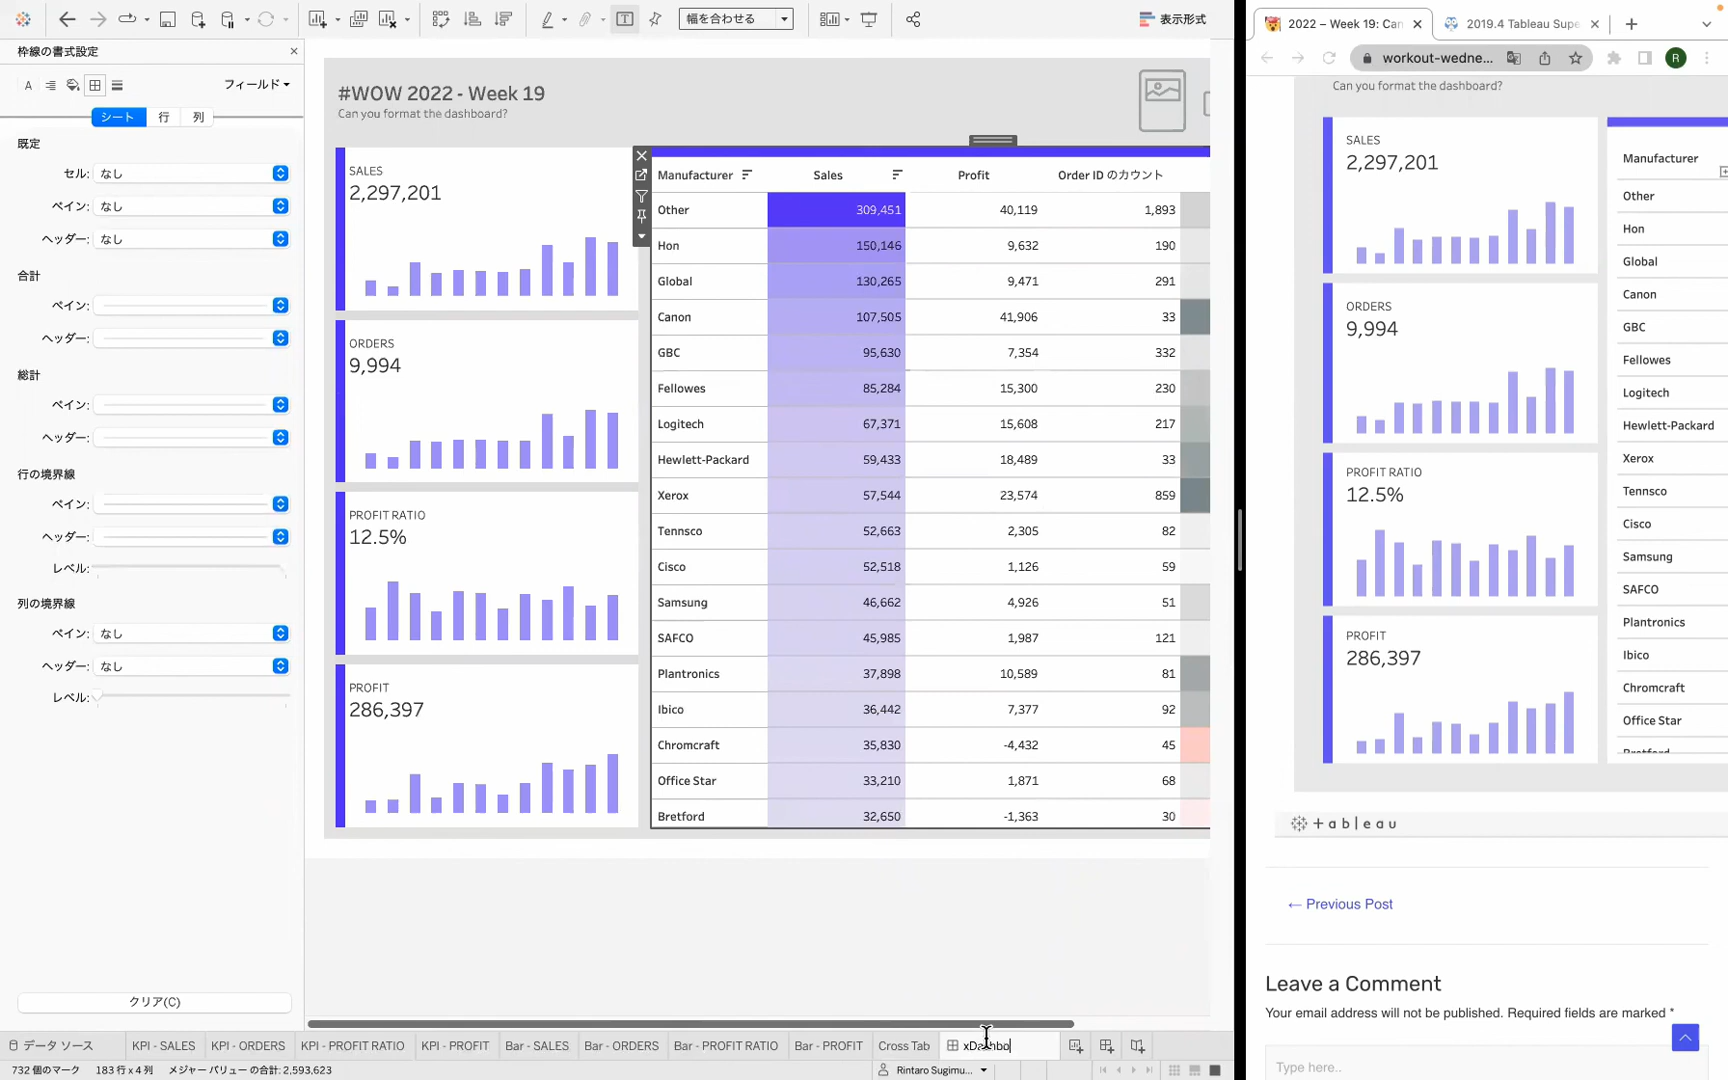 幅を合わせる
表示形式
枠線の書式設定
フィールド
シート
行
列
既定
セル: なし
ペイン: なし
ヘッダー: なし
合計
ペイン:
ヘッダー:
総計
ペイン:
ヘッダー:
行の境界線
ペイン:
ヘッダー:
レベル:
列の境界線
ペイン: なし
ヘッダー: なし
レベル:
クリア(C)
#WOW 2022 - Week 19
Can you format the dashboard?
SALES
2,297,201
ORDERS
9,994
PROFIT RATIO
12.5%
PROFIT
286,397
Manufacturer Sales Profit Order ID のカウント
Other 309,451 40,119 1,893
Hon 150,146 9,632 190
Global 130,265 9,471 291
Canon 107,505 41,906 33
GBC 95,630 7,354 332
Fellowes 85,284 15,300 230
Logitech 67,371 15,608 217
Hewlett-Packard 59,433 18,489 33
Xerox 57,544 23,574 859
Tennsco 52,663 2,305 82
Cisco 52,518 1,126 59
Samsung 46,662 4,926 51
SAFCO 45,985 1,987 121
Plantronics 37,898 10,589 81
Ibico 36,442 7,377 92
Chromcraft 35,830 -4,432 45
Office Star 33,210 1,871 68
Bretford 32,650 -1,363 30
データ ソース KPI - SALES KPI - ORDERS KPI - PROFIT RATIO KPI - PROFIT Bar - SALES Bar - ORDERS Bar - PROFIT RATIO Bar - PROFIT Cross Tab xDashbo
732 個のマーク 183 行 x 4 列 メジャー バリュー の合計: 2,593,623 Rintaro Sugimu...
2022 – Week 19: Can 2019.4 Tableau Supe
workout-wedne... R
Can you format the dashboard?
SALES
2,297,201
ORDERS
9,994
PROFIT RATIO
12.5%
PROFIT
286,397
Manufacturer
Other
Hon
Global
Canon
GBC
Fellowes
Logitech
Hewlett-Packard
Xerox
Tennsco
Cisco
Samsung
SAFCO
Plantronics
Ibico
Chromcraft
Office Star
Bretford
+ a b | e a u
← Previous Post
Leave a Comment
Your email address will not be published. Required fields are marked *
Type here..